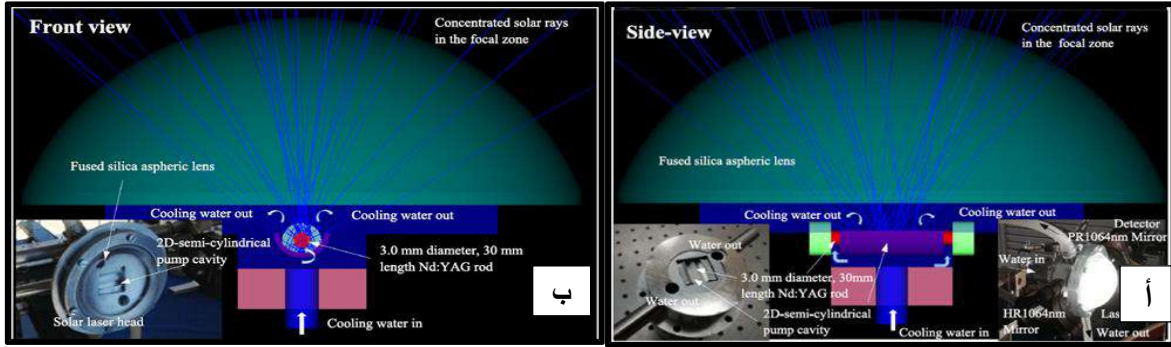 Front view
Concentrated solar rays
in the focal zone
Fused silica aspheric lens
Cooling water out
Cooling water out
2D-semi-cylindrical
pump cavity
3.0 mm diameter, 30 mm
length Nd:YAG rod
Solar laser head
Cooling water in
ب
Side-view
Concentrated solar rays
in the focal zone
Fused silica aspheric lens
Cooling water out
Cooling water out
Water out
3.0 mm diameter, 30mm
length Nd:YAG rod
Water out
2D-semi-cylindrical
pump cavity
Cooling water in
Detector
PR1064nm Mirror
Water in
HR1064nm
Mirror
Las
Water out
أ